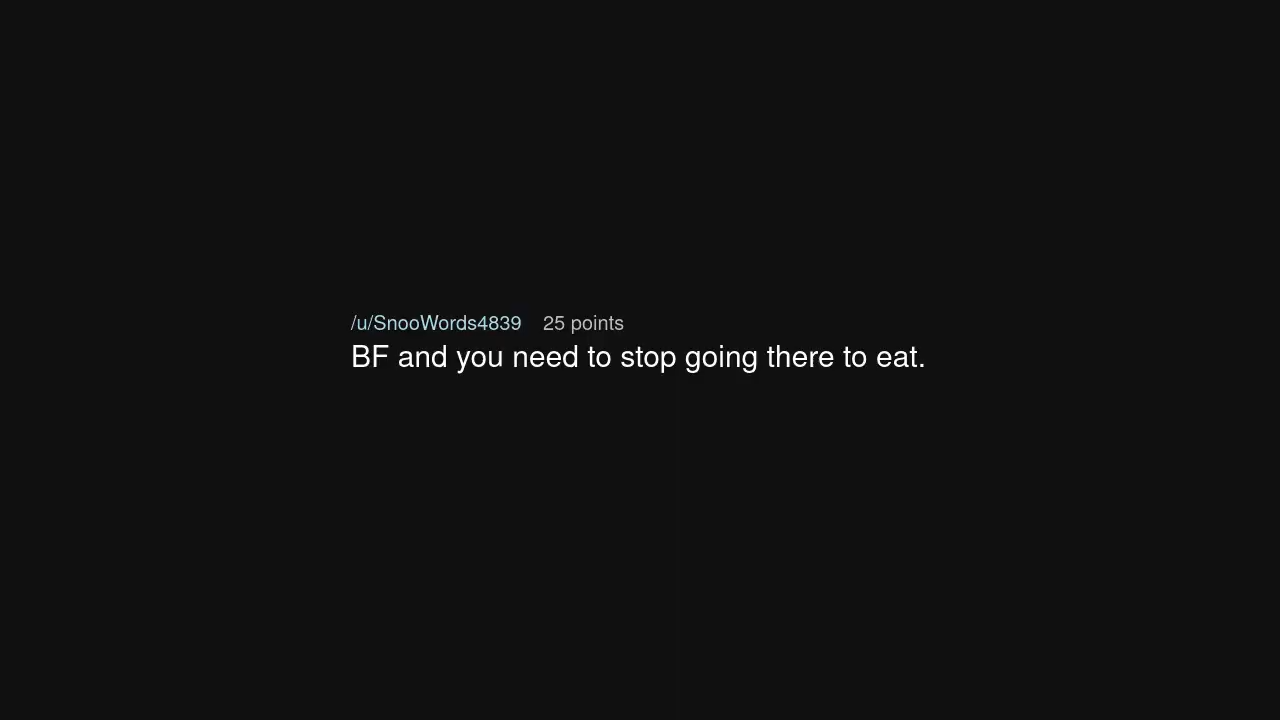 /u/SnooWords4839 25 points
BF and you need to stop going there to eat.